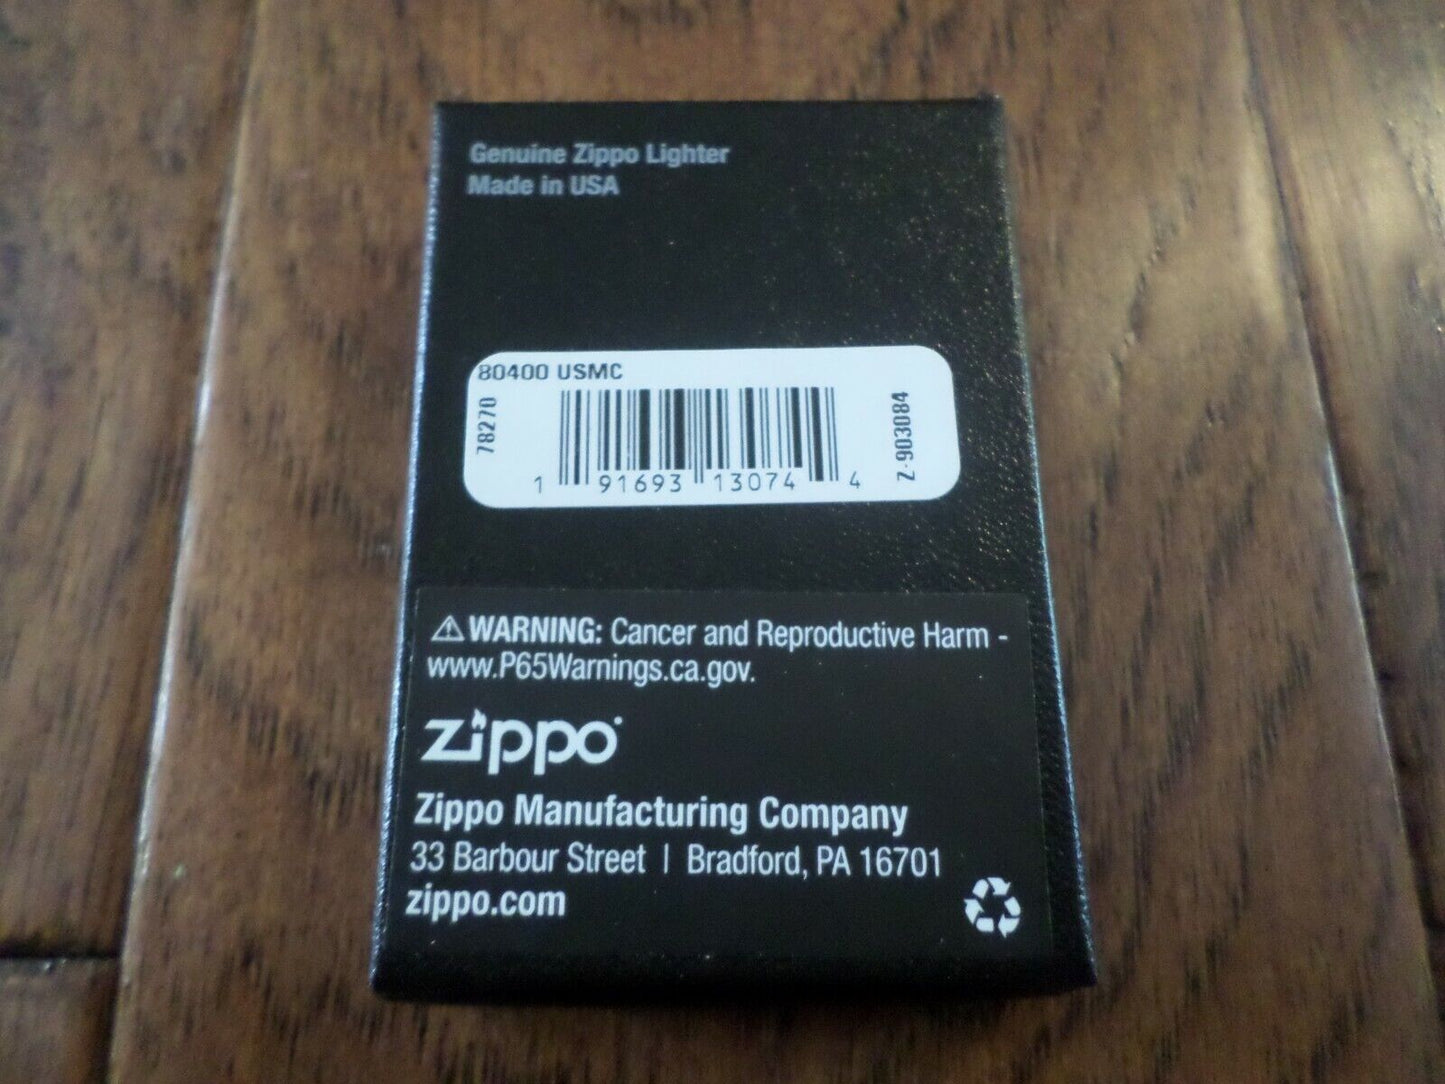 Genuine Zippo Lighter
Made in USA
80400 USMC
78270
Z-903084
1 91693 13074 4
⚠ WARNING: Cancer and Reproductive Harm -
www.P65Warnings.ca.gov.
zippo
Zippo Manufacturing Company
33 Barbour Street | Bradford, PA 16701
zippo.com